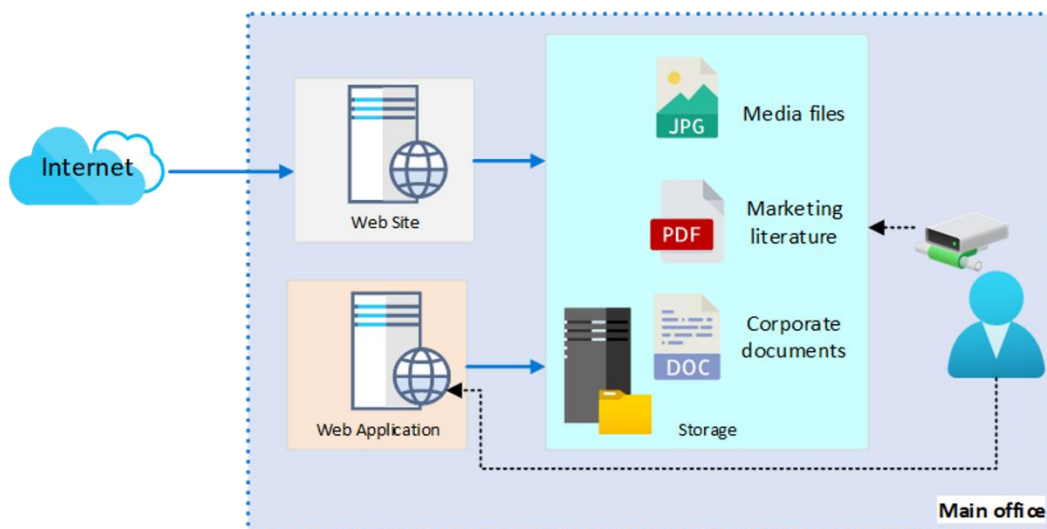 Internet
Web Site
Web Application
JPG
Media files
PDF
Marketing
literature
DOC
Corporate
documents
Storage
Main office